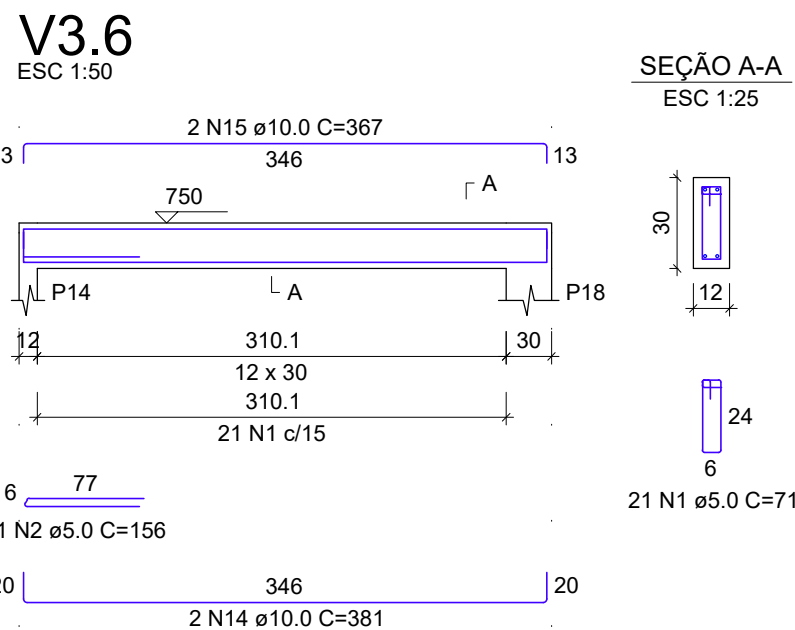 V3.6
ESC 1:50
SEÇÃO A-A
ESC 1:25
2 N15 ø10.0 C=367
3
346
13
A
750
30
12
A
P14
P18
12
310.1
30
12 x 30
310.1
21 N1 c/15
24
6
21 N1 ø5.0 C=71
6
77
1 N2 ø5.0 C=156
20
346
20
2 N14 ø10.0 C=381